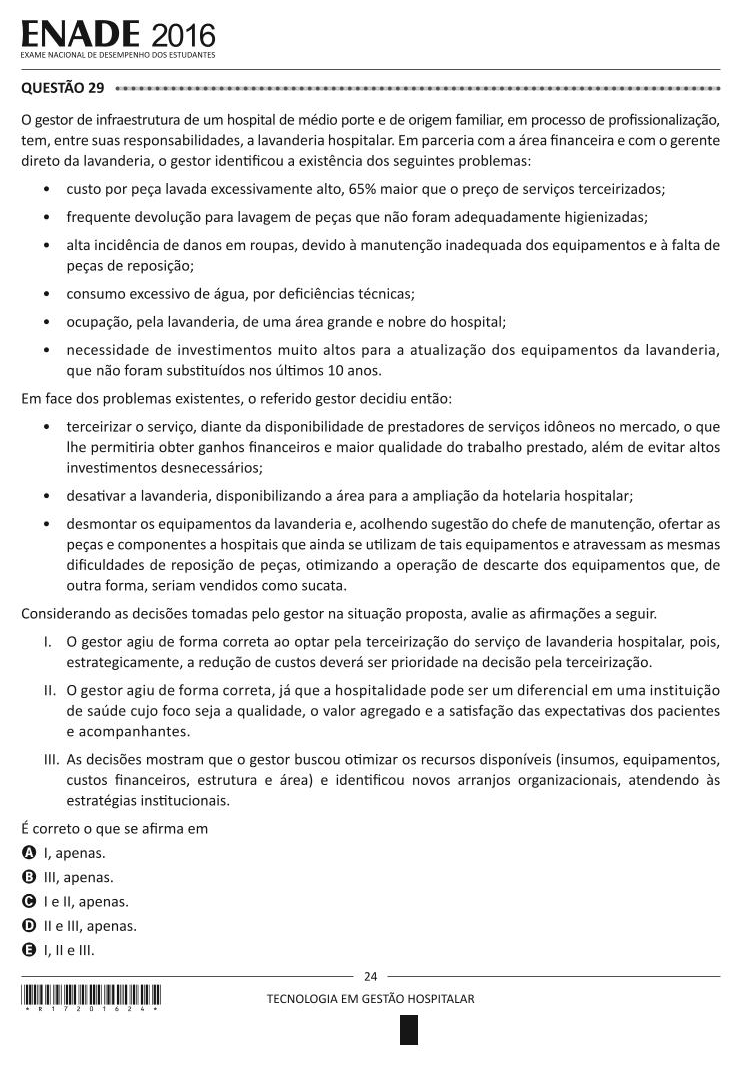 ENADE 2016
EXAME NACIONAL DE DESEMPENHO DOS ESTUDANTES
QUESTÃO 29
O gestor de infraestrutura de um hospital de médio porte e de origem familiar, em processo de profissionalização,
tem, entre suas responsabilidades, a lavanderia hospitalar. Em parceria com a área financeira e com o gerente
direto da lavanderia, o gestor identificou a existência dos seguintes problemas:
• custo por peça lavada excessivamente alto, 65% maior que o preço de serviços terceirizados;
• frequente devolução para lavagem de peças que não foram adequadamente higienizadas;
• alta incidência de danos em roupas, devido à manutenção inadequada dos equipamentos e à falta de
peças de reposição;
• consumo excessivo de água, por deficiências técnicas;
• ocupação, pela lavanderia, de uma área grande e nobre do hospital;
• necessidade de investimentos muito altos para a atualização dos equipamentos da lavanderia,
que não foram substituídos nos últimos 10 anos.
Em face dos problemas existentes, o referido gestor decidiu então:
• terceirizar o serviço, diante da disponibilidade de prestadores de serviços idôneos no mercado, o que
lhe permitiria obter ganhos financeiros e maior qualidade do trabalho prestado, além de evitar altos
investimentos desnecessários;
• desativar a lavanderia, disponibilizando a área para a ampliação da hotelaria hospitalar;
• desmontar os equipamentos da lavanderia e, acolhendo sugestão do chefe de manutenção, ofertar as
peças e componentes a hospitais que ainda se utilizam de tais equipamentos e atravessam as mesmas
dificuldades de reposição de peças, otimizando a operação de descarte dos equipamentos que, de
outra forma, seriam vendidos como sucata.
Considerando as decisões tomadas pelo gestor na situação proposta, avalie as afirmações a seguir.
I. O gestor agiu de forma correta ao optar pela terceirização do serviço de lavanderia hospitalar, pois,
estrategicamente, a redução de custos deverá ser prioridade na decisão pela terceirização.
II. O gestor agiu de forma correta, já que a hospitalidade pode ser um diferencial em uma instituição
de saúde cujo foco seja a qualidade, o valor agregado e a satisfação das expectativas dos pacientes
e acompanhantes.
III. As decisões mostram que o gestor buscou otimizar os recursos disponíveis (insumos, equipamentos,
custos financeiros, estrutura e área) e identificou novos arranjos organizacionais, atendendo às
estratégias institucionais.
É correto o que se afirma em
A I, apenas.
B III, apenas.
C I e II, apenas.
D II e III, apenas.
E I, II e III.
24
TECNOLOGIA EM GESTÃO HOSPITALAR
* R 1 7 2 0 1 6 2 4 *